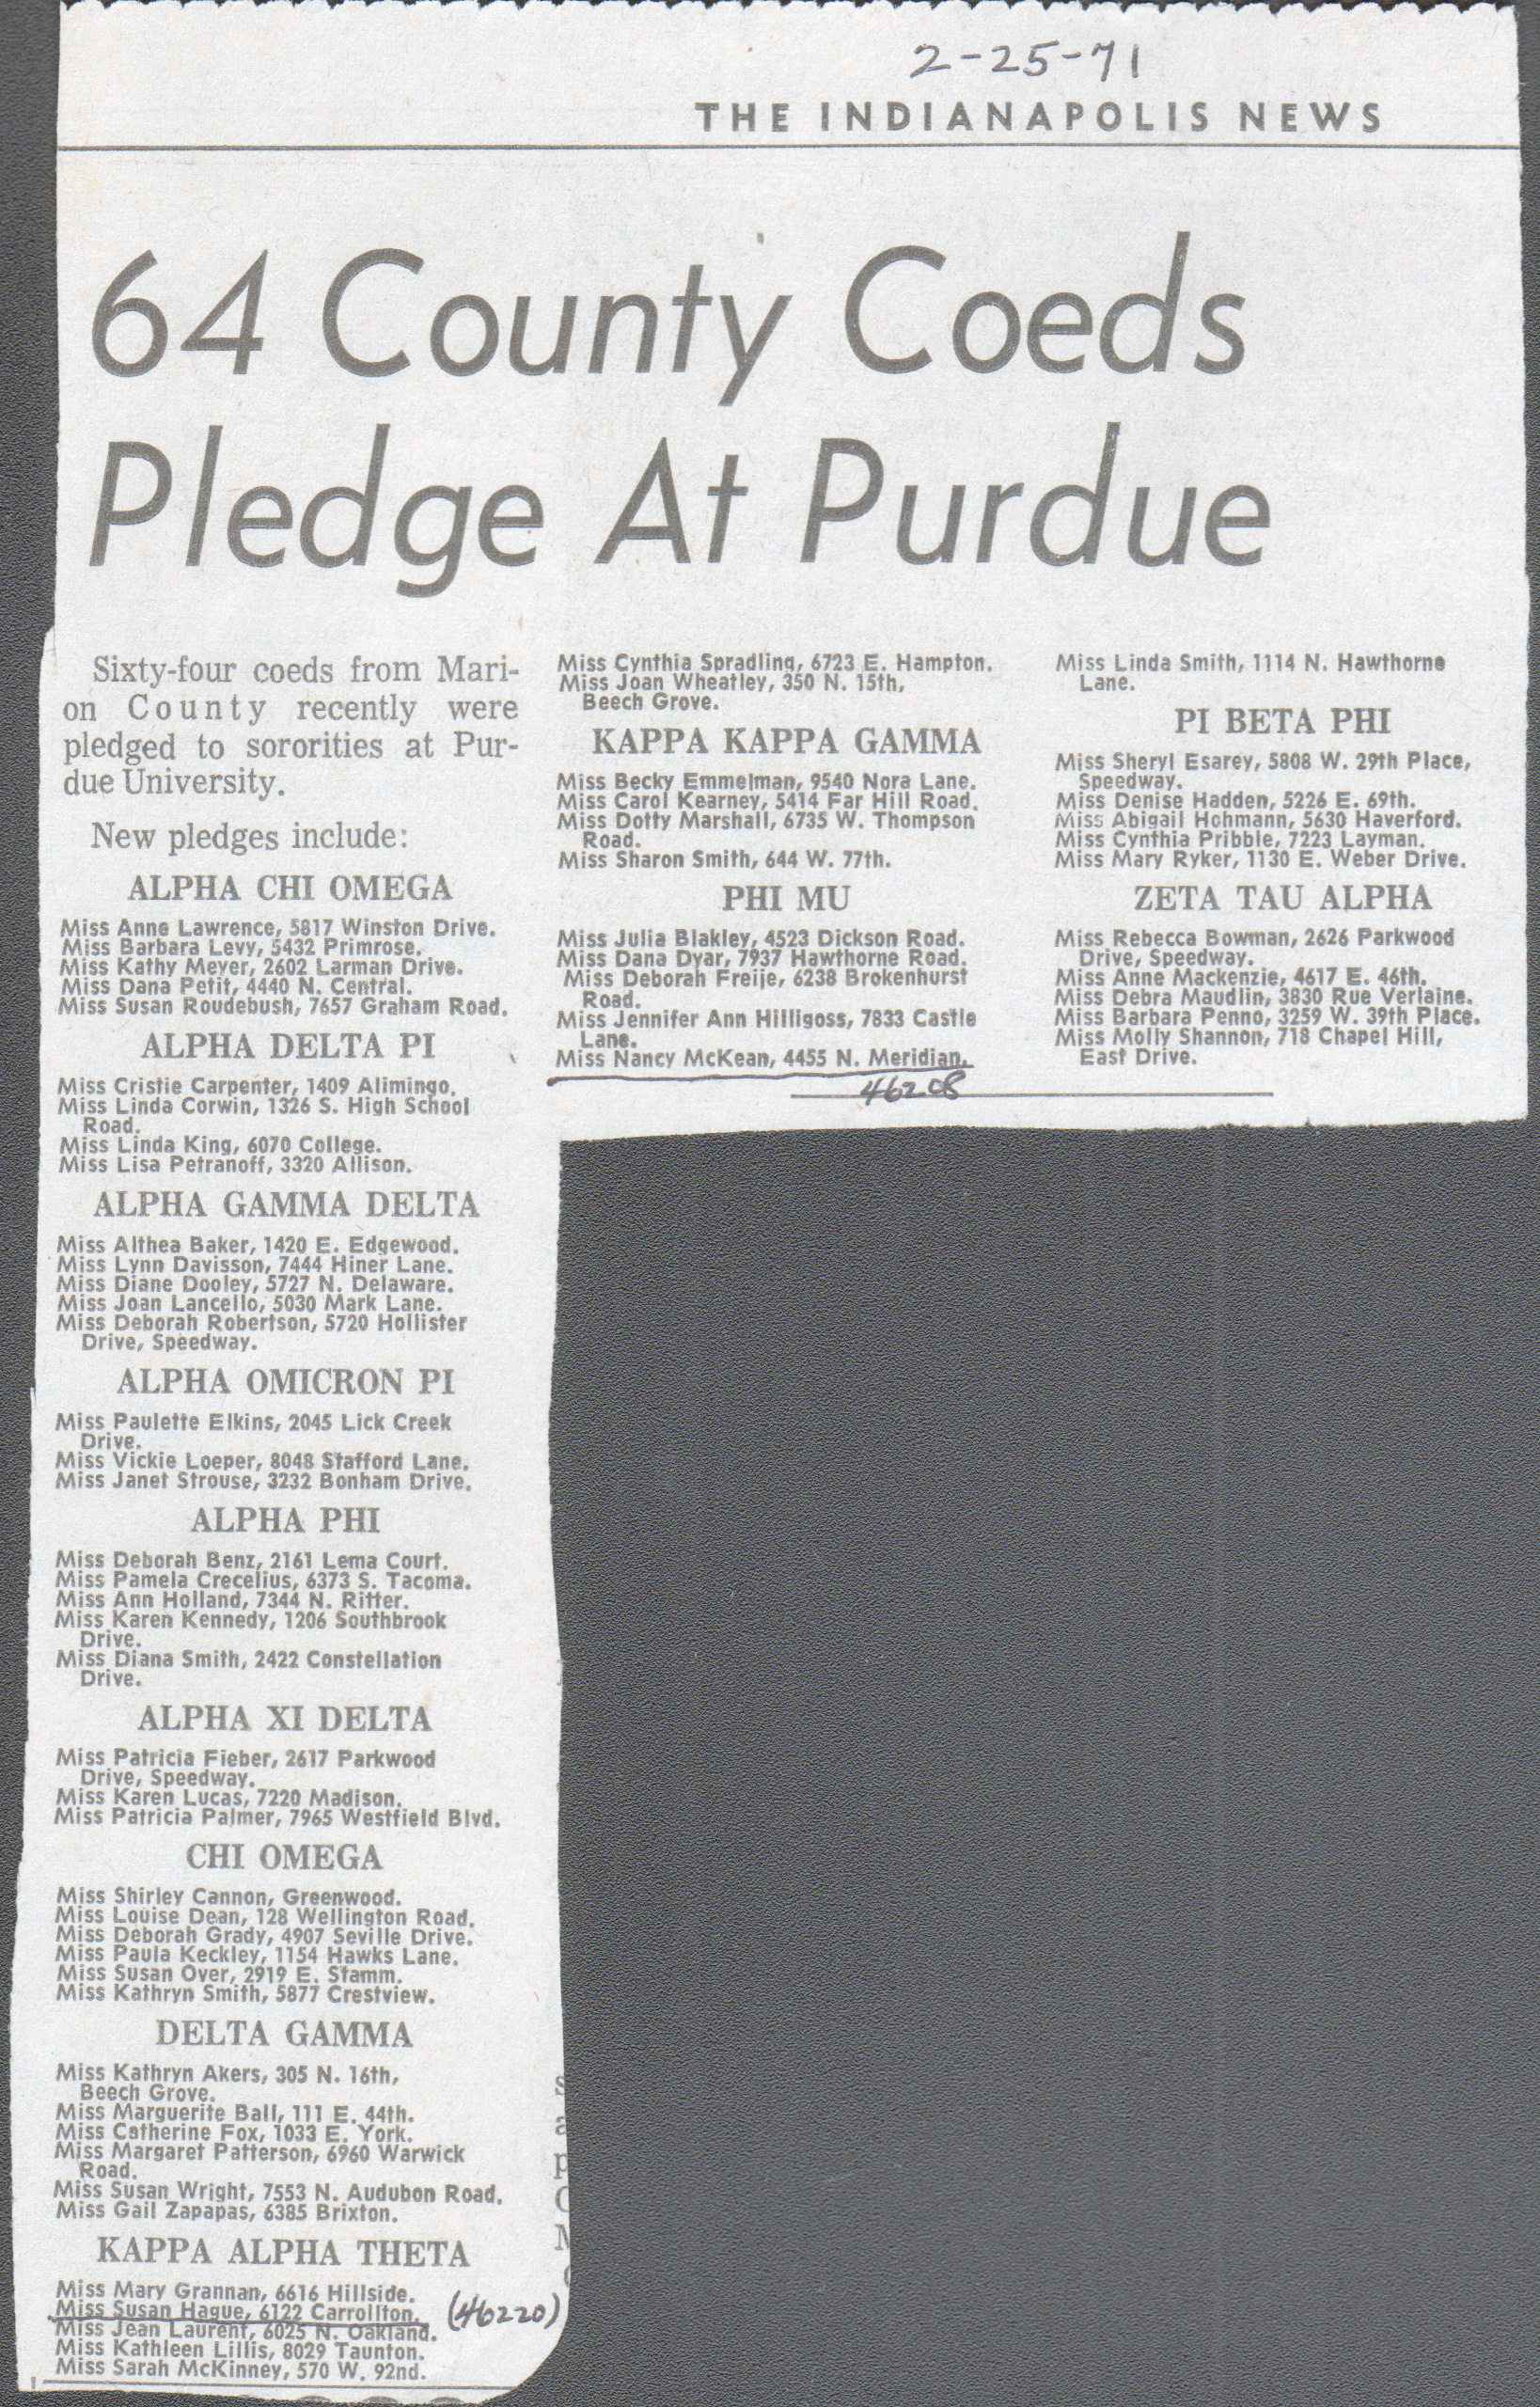 2-25-71
THE INDIANAPOLIS NEWS
64 County Coeds
Pledge At Purdue
Sixty-four coeds from Mari-
on County recently were
pledged to sororities at Pur-
due University.
New pledges include:
ALPHA CHI OMEGA
Miss Anne Lawrence, 5817 Winston Drive.
Miss Barbara Levy, 5432 Primrose.
Miss Kathy Meyer, 2602 Larman Drive.
Miss Dana Petit, 4440 N. Central.
Miss Susan Roudebush, 7657 Graham Road.
ALPHA DELTA PI
Miss Cristie Carpenter, 1409 Alimingo.
Miss Linda Corwin, 1326 S. High School
Road.
Miss Linda King, 6070 College.
Miss Lisa Petranoff, 3320 Allison.
ALPHA GAMMA DELTA
Miss Althea Baker, 1420 E. Edgewood.
Miss Lynn Davisson, 7444 Hiner Lane.
Miss Diane Dooley, 5727 N. Delaware.
Miss Joan Lancello, 5030 Mark Lane.
Miss Deborah Robertson, 5720 Hollister
Drive, Speedway.
ALPHA OMICRON PI
Miss Paulette Elkins, 2045 Lick Creek
Drive.
Miss Vickie Loeper, 8048 Stafford Lane.
Miss Janet Strouse, 3232 Bonham Drive.
ALPHA PHI
Miss Deborah Benz, 2161 Lema Court.
Miss Pamela Crecelius, 6373 S. Tacoma.
Miss Ann Holland, 7344 N. Ritter.
Miss Karen Kennedy, 1206 Southbrook
Drive.
Miss Diana Smith, 2422 Constellation
Drive.
ALPHA XI DELTA
Miss Patricia Fieber, 2617 Parkwood
Drive, Speedway.
Miss Karen Lucas, 7220 Madison.
Miss Patricia Palmer, 7965 Westfield Blvd.
CHI OMEGA
Miss Shirley Cannon, Greenwood.
Miss Louise Dean, 128 Wellington Road.
Miss Deborah Grady, 4907 Seville Drive.
Miss Paula Keckley, 1154 Hawks Lane.
Miss Susan Over, 2919 E. Stamm.
Miss Kathryn Smith, 5877 Crestview.
DELTA GAMMA
Miss Kathryn Akers, 305 N. 16th,
Beech Grove.
Miss Marguerite Ball, 111 E. 44th.
Miss Catherine Fox, 1033 E. York.
Miss Margaret Patterson, 6960 Warwick
Road.
Miss Susan Wright, 7553 N. Audubon Road.
Miss Gail Zapapas, 6385 Brixton.
KAPPA ALPHA THETA
Miss Mary Grannan, 6616 Hillside.
Miss Susan Hague, 6122 Carrollton. (46220)
Miss Jean Laurent, 6025 N. Oakland.
Miss Kathleen Lillis, 8029 Taunton.
Miss Sarah McKinney, 570 W. 92nd.
Miss Cynthia Spradling, 6723 E. Hampton.
Miss Joan Wheatley, 350 N. 15th,
Beech Grove.
KAPPA KAPPA GAMMA
Miss Becky Emmelman, 9540 Nora Lane.
Miss Carol Kearney, 5414 Far Hill Road.
Miss Dotty Marshall, 6735 W. Thompson
Road.
Miss Sharon Smith, 644 W. 77th.
PHI MU
Miss Julia Blakley, 4523 Dickson Road.
Miss Dana Dyar, 7937 Hawthorne Road.
Miss Deborah Freije, 6238 Brokenhurst
Road.
Miss Jennifer Ann Hilligoss, 7833 Castle
Lane.
Miss Nancy McKean, 4455 N. Meridian.
46208
Miss Linda Smith, 1114 N. Hawthorne
Lane.
PI BETA PHI
Miss Sheryl Esarey, 5808 W. 29th Place,
Speedway.
Miss Denise Hadden, 5226 E. 69th.
Miss Abigail Hohmann, 5630 Haverford.
Miss Cynthia Pribble, 7223 Layman.
Miss Mary Ryker, 1130 E. Weber Drive.
ZETA TAU ALPHA
Miss Rebecca Bowman, 2626 Parkwood
Drive, Speedway.
Miss Anne Mackenzie, 4617 E. 46th.
Miss Debra Maudlin, 3830 Rue Verlaine.
Miss Barbara Penno, 3259 W. 39th Place.
Miss Molly Shannon, 718 Chapel Hill,
East Drive.